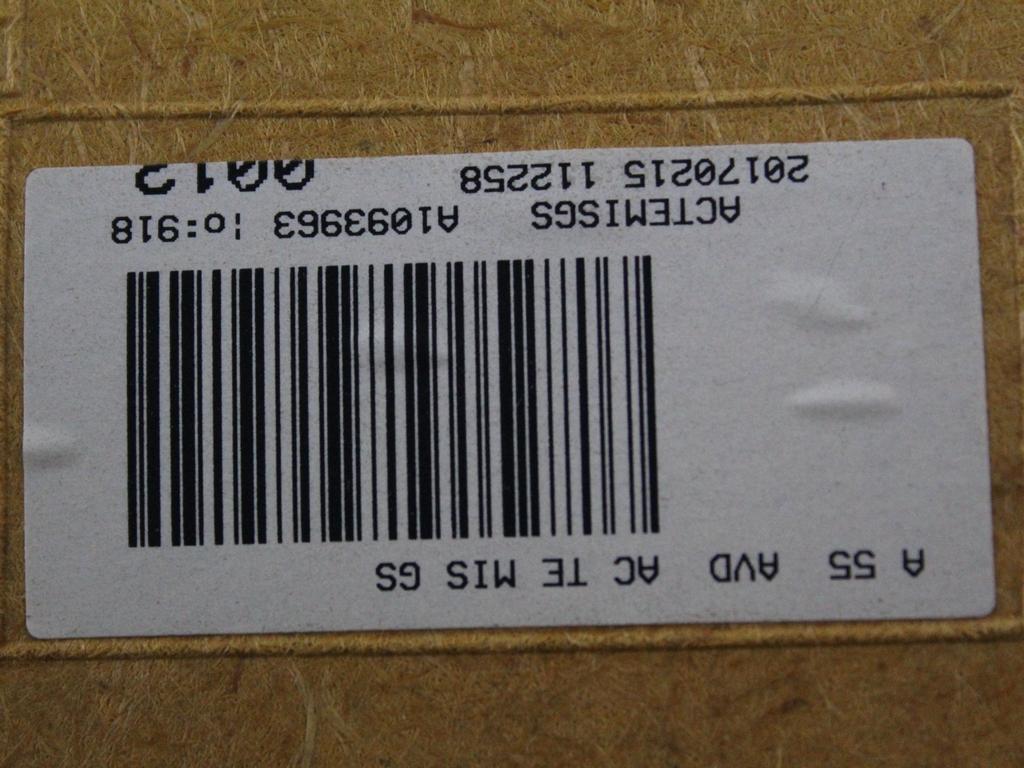 A 55 AVD AC TE MIS GS
ACTEMISGS A1093963 ¦o:918
20170215 112258